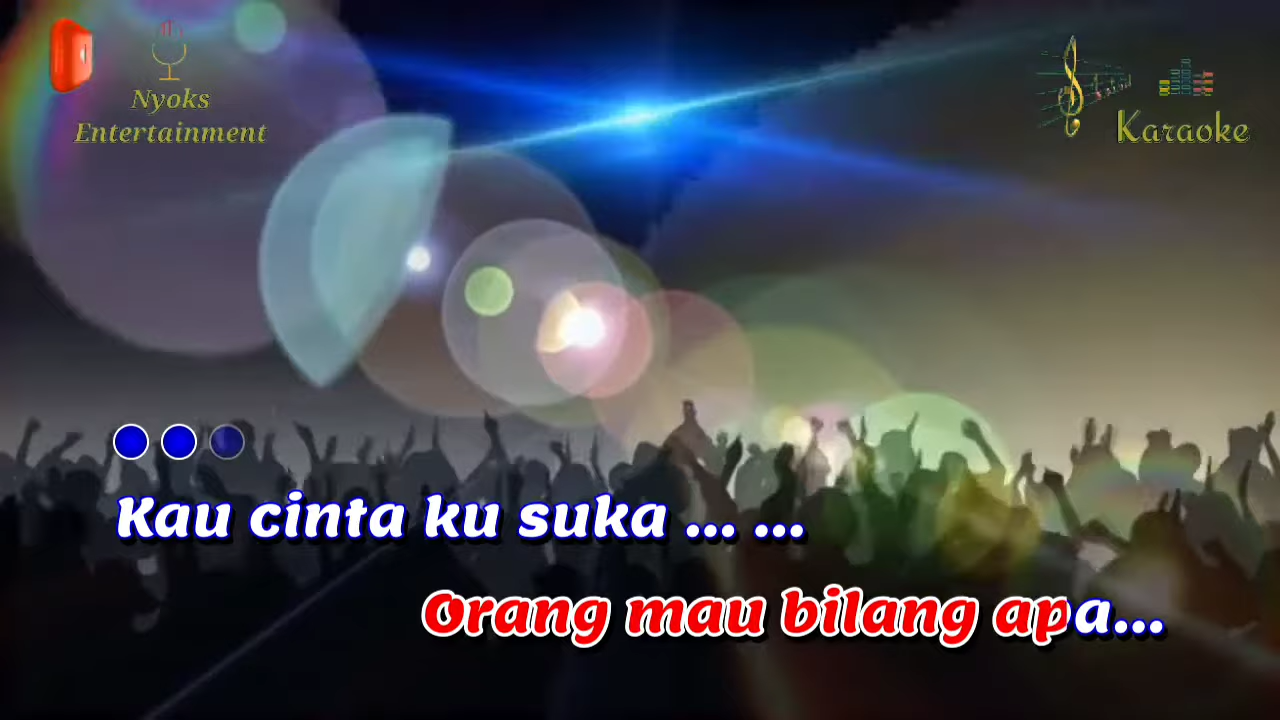 Nyoks
Entertainment
Karaoke
Kau cinta ku suka ... ...
Orang mau bilang apa...